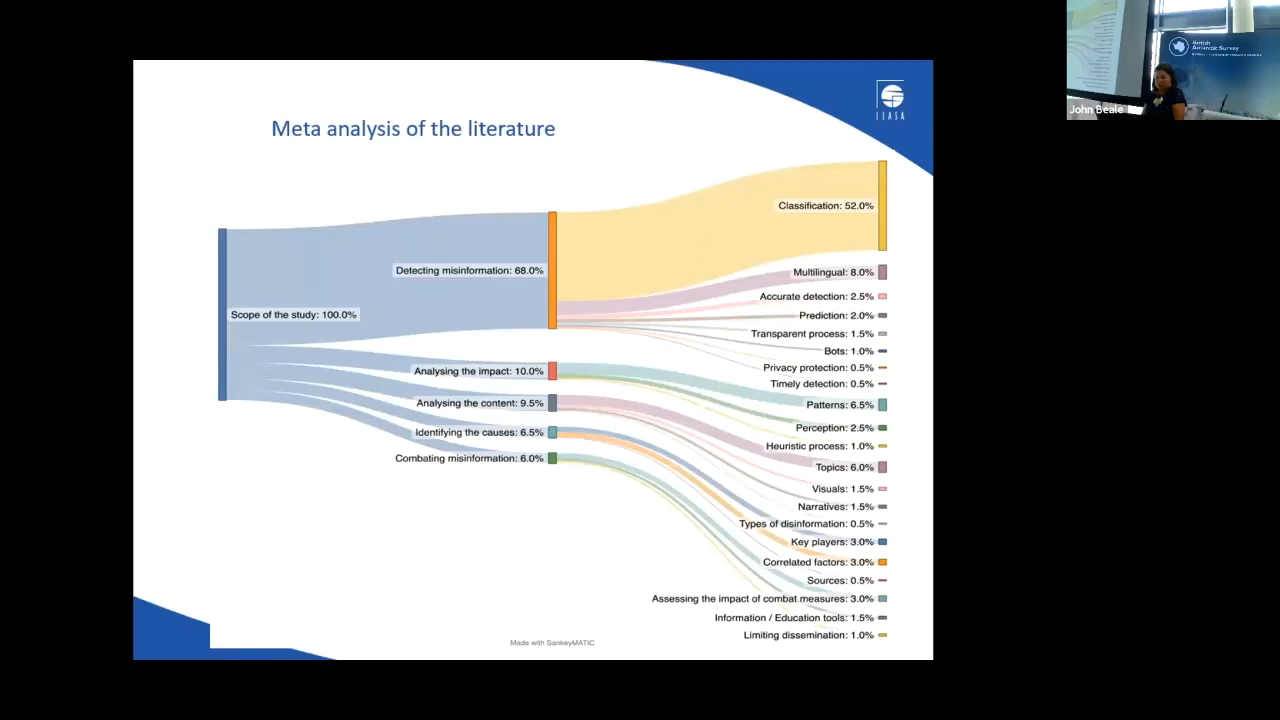 Meta analysis of the literature
IIASA
Scope of the study: 100.0%
Detecting misinformation: 68.0%
Analysing the impact: 10.0%
Analysing the content: 9.5%
Identifying the causes: 6.5%
Combating misinformation: 6.0%
Classification: 52.0%
Multilingual: 8.0%
Accurate detection: 2.5%
Prediction: 2.0%
Transparent process: 1.5%
Bots: 1.0%
Privacy protection: 0.5%
Timely detection: 0.5%
Patterns: 6.5%
Perception: 2.5%
Heuristic process: 1.0%
Topics: 6.0%
Visuals: 1.5%
Narratives: 1.5%
Types of disinformation: 0.5%
Key players: 3.0%
Correlated factors: 3.0%
Sources: 0.5%
Assessing the impact of combat measures: 3.0%
Information / Education tools: 1.5%
Limiting dissemination: 1.0%
Made with SankeyMATIC
British
Antarctic Survey
John Beale